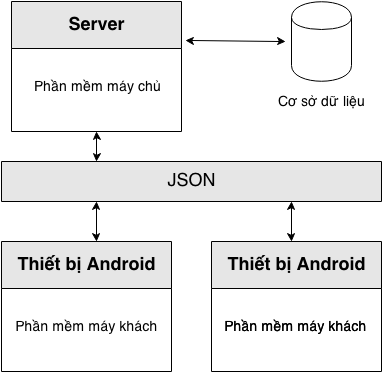 Server
Phần mềm máy chủ
Cơ sở dữ liệu
JSON
Thiết bị Android
Thiết bị Android
Phần mềm máy khách
Phần mềm máy khách